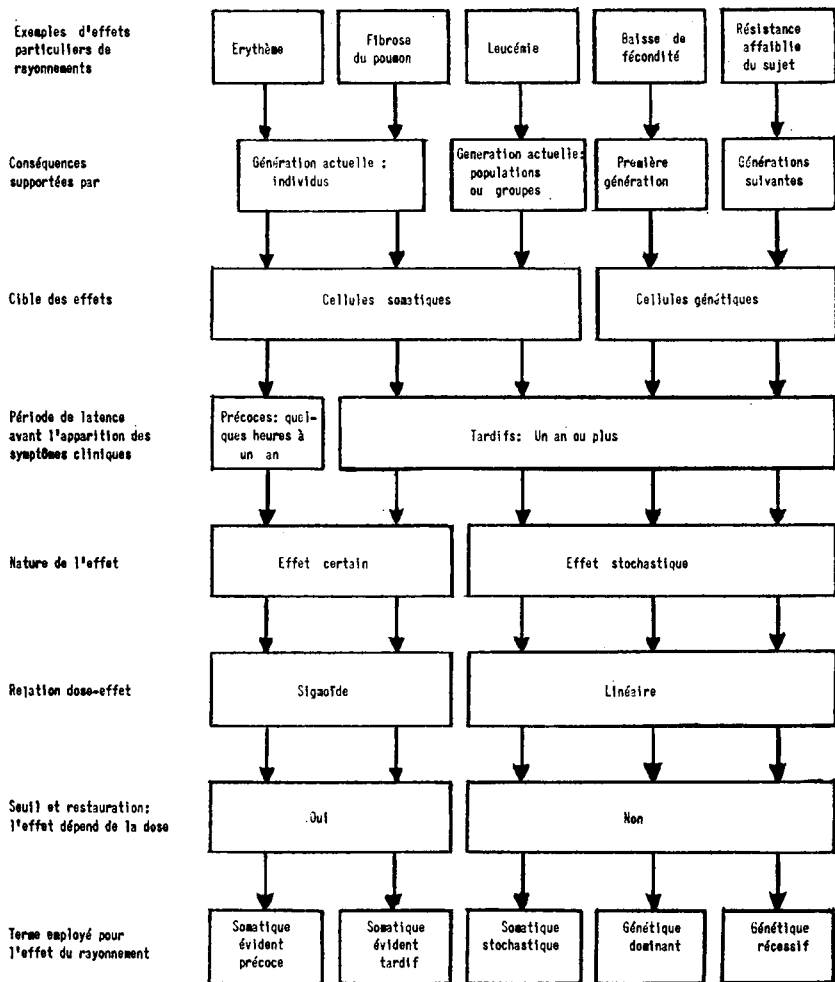 Exemples d'effets
particuliers de
rayonnements
Erythème
Fibrose
du poumon
Leucémie
Baisse de
fécondité
Résistance
affaiblie
du sujet
Conséquences
supportées par
Génération actuelle :
individus
Generation actuelle:
populations
ou groupes
Première
génération
Générations
suivantes
Cible des effets
Cellules somatiques
Cellules génétiques
Période de latence
avant l'apparition des
symptômes cliniques
Précoces: quel-
ques heures à
un an
Tardifs: Un an ou plus
Nature de l'effet
Effet certain
Effet stochastique
Relation dose-effet
Sigmoïde
Linéaire
Seuil et restauration:
l'effet dépend de la dose
Oui
Non
Terme employé pour
l'effet du rayonnement
Somatique
évident
précoce
Somatique
évident
tardif
Somatique
stochastique
Génétique
dominant
Génétique
récessif